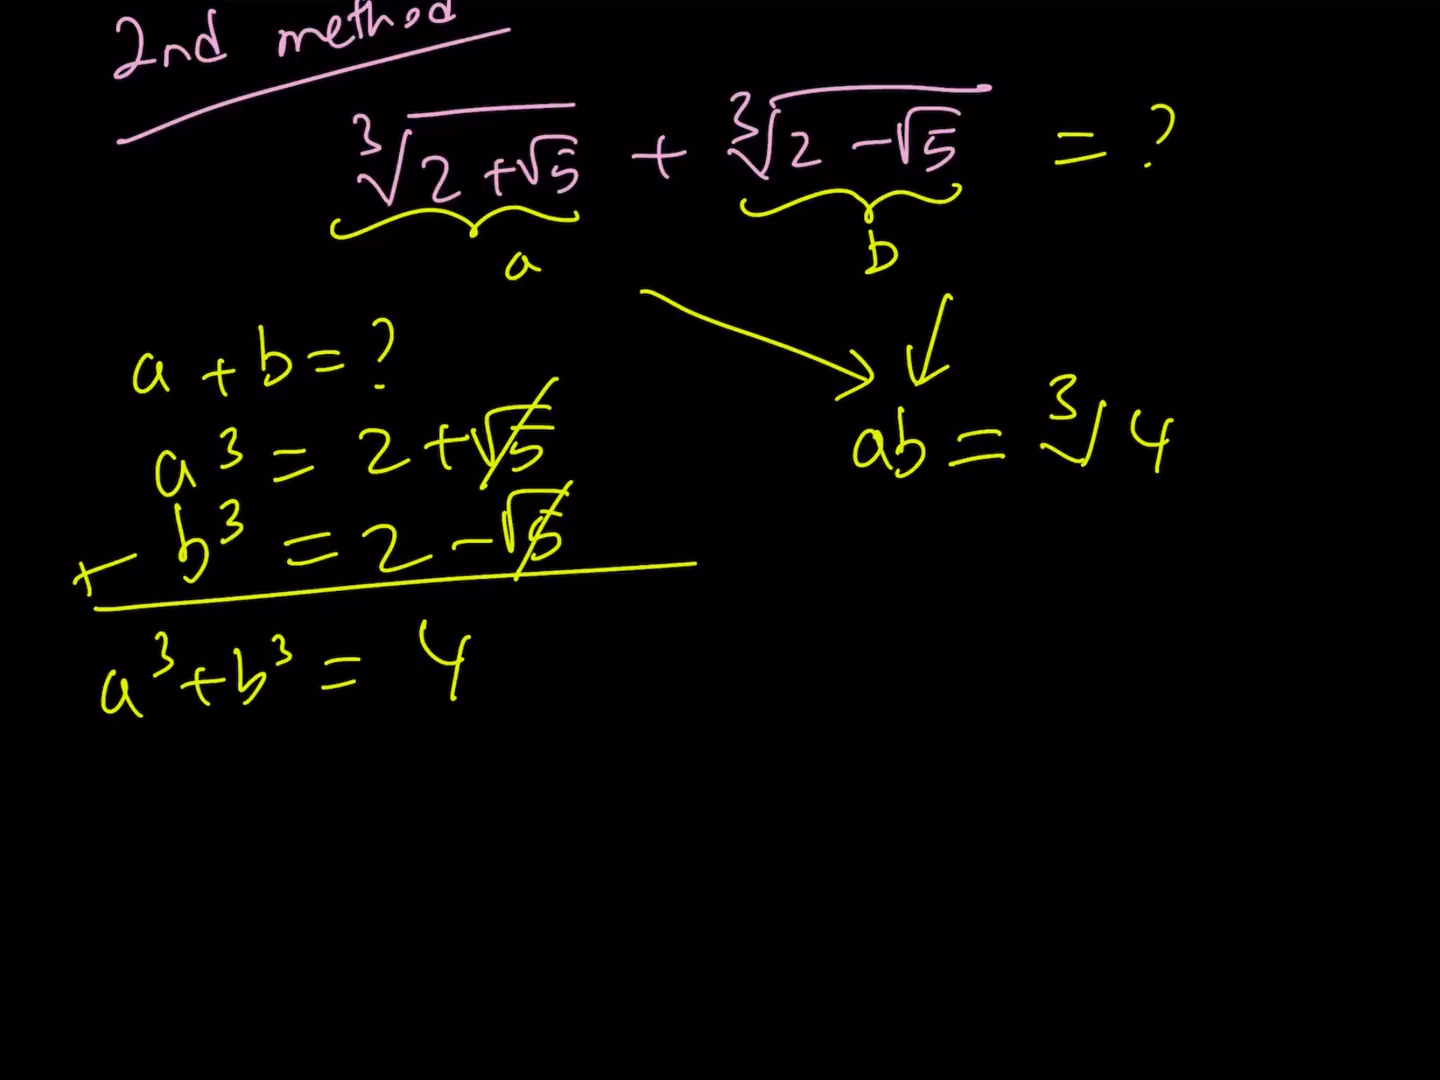 2nd method
∛(2 + √5) + ∛(2 - √5) = ?
a b
a + b = ?
a³ = 2 + √5
ab = ∛4
+ b³ = 2 - √5
a³ + b³ = 4